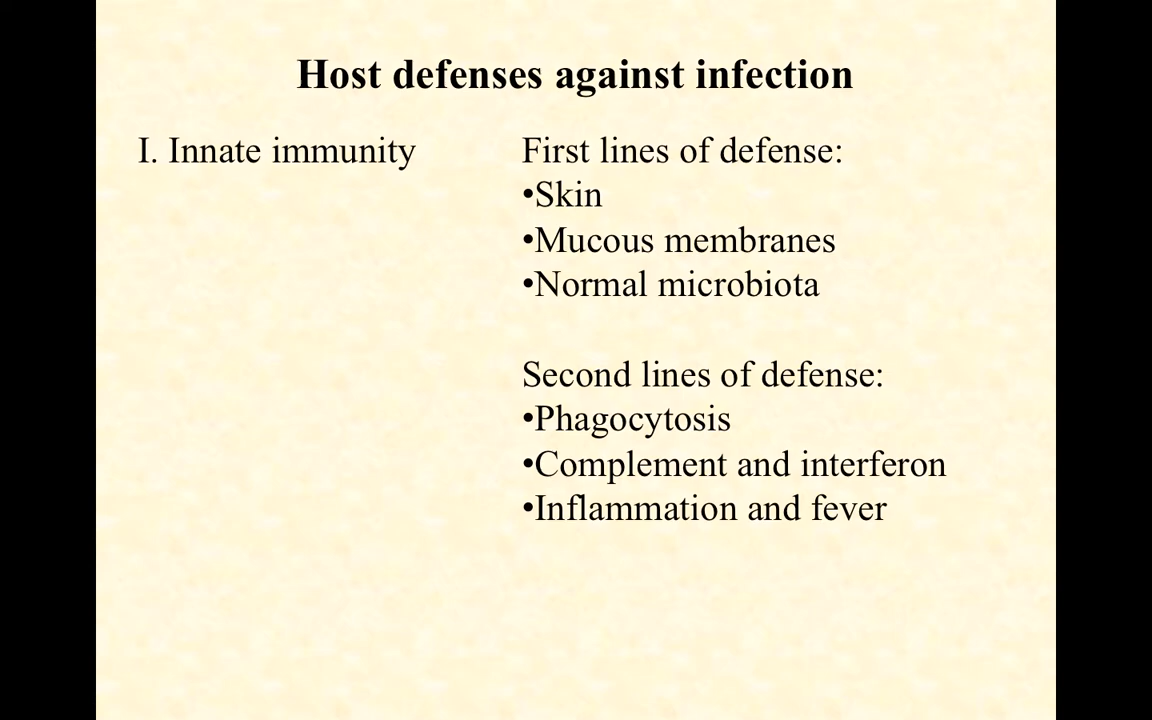 Host defenses against infection
I. Innate immunity
First lines of defense:
•Skin
•Mucous membranes
•Normal microbiota
Second lines of defense:
•Phagocytosis
•Complement and interferon
•Inflammation and fever